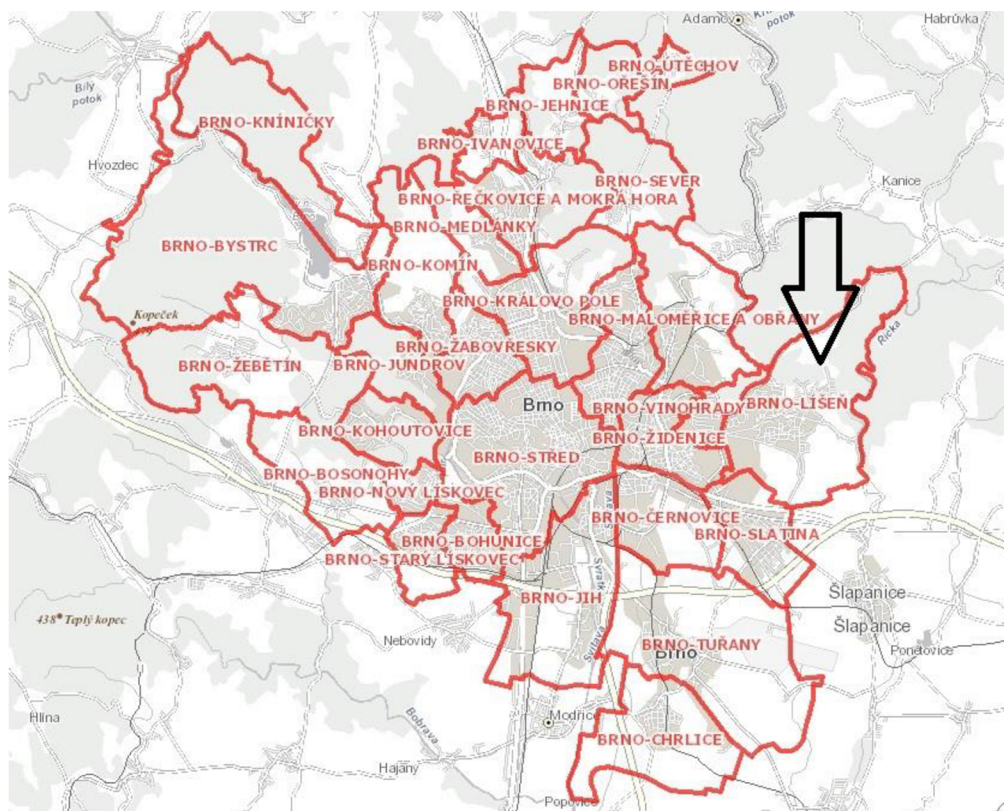 Adamov
potok
Habrůvka
Bílý
potok
BRNO-ÚTĚCHOV
BRNO-OŘEŠÍN
BRNO-JEHNICE
BRNO-KNÍNIČKY
BRNO-IVANOVICE
Hvozdec
BRNO-SEVER
Kanice
BRNO-ŘEČKOVICE A MOKRÁ HORA
BRNO-MEDLÁNKY
BRNO-BYSTRC
BRNO-KOMÍN
BRNO-KRÁLOVO POLE
Kopeček
479
BRNO-MALOMĚŘICE A OBŘANY
Říčka
BRNO-ŽABOVŘESKY
BRNO-ŽEBĚTÍN
BRNO-JUNDROV
Brno
BRNO-VINOHRADY
BRNO-LÍŠEŇ
BRNO-KOHOUTOVICE
BRNO-ŽIDENICE
BRNO-STŘED
BRNO-BOSONOHY
BRNO-NOVÝ LÍSKOVEC
BRNO-ČERNOVICE
BRNO-SLATINA
BRNO-BOHUNICE
BRNO-STARÝ LÍSKOVEC
Svratka
Šlapanice
BRNO-JIH
438 Teplý kopec
Šlapanice
Nebovidy
BRNO-TUŘANY
Brno
Ponětovice
Hlína
Modřice
Bobrava
BRNO-CHRLICE
Hajany
Popovice